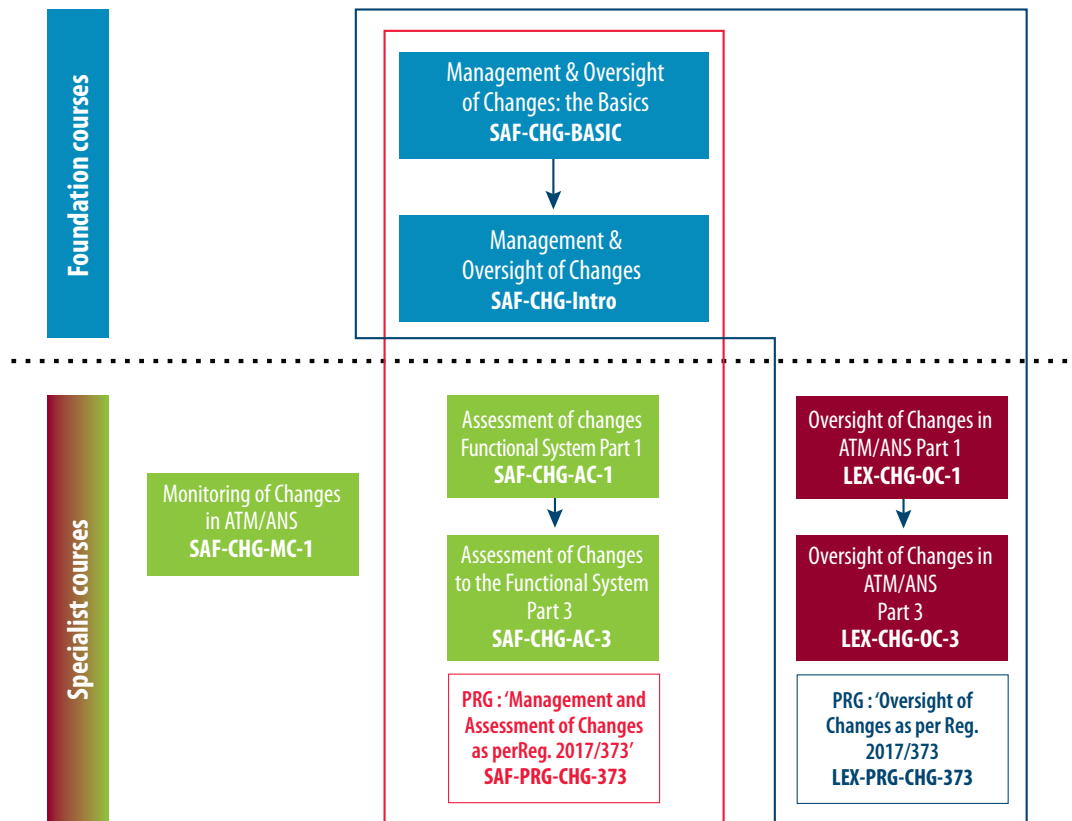 Foundation courses
Management & Oversight
of Changes: the Basics
SAF-CHG-BASIC
Management &
Oversight of Changes
SAF-CHG-Intro
Specialist courses
Monitoring of Changes
in ATM/ANS
SAF-CHG-MC-1
Assessment of changes
Functional System Part 1
SAF-CHG-AC-1
Assessment of Changes
to the Functional System
Part 3
SAF-CHG-AC-3
PRG : ‘Management and
Assessment of Changes
as perReg. 2017/373’
SAF-PRG-CHG-373
Oversight of Changes in
ATM/ANS Part 1
LEX-CHG-OC-1
Oversight of Changes in
ATM/ANS
Part 3
LEX-CHG-OC-3
PRG : ‘Oversight of
Changes as per Reg.
2017/373
LEX-PRG-CHG-373